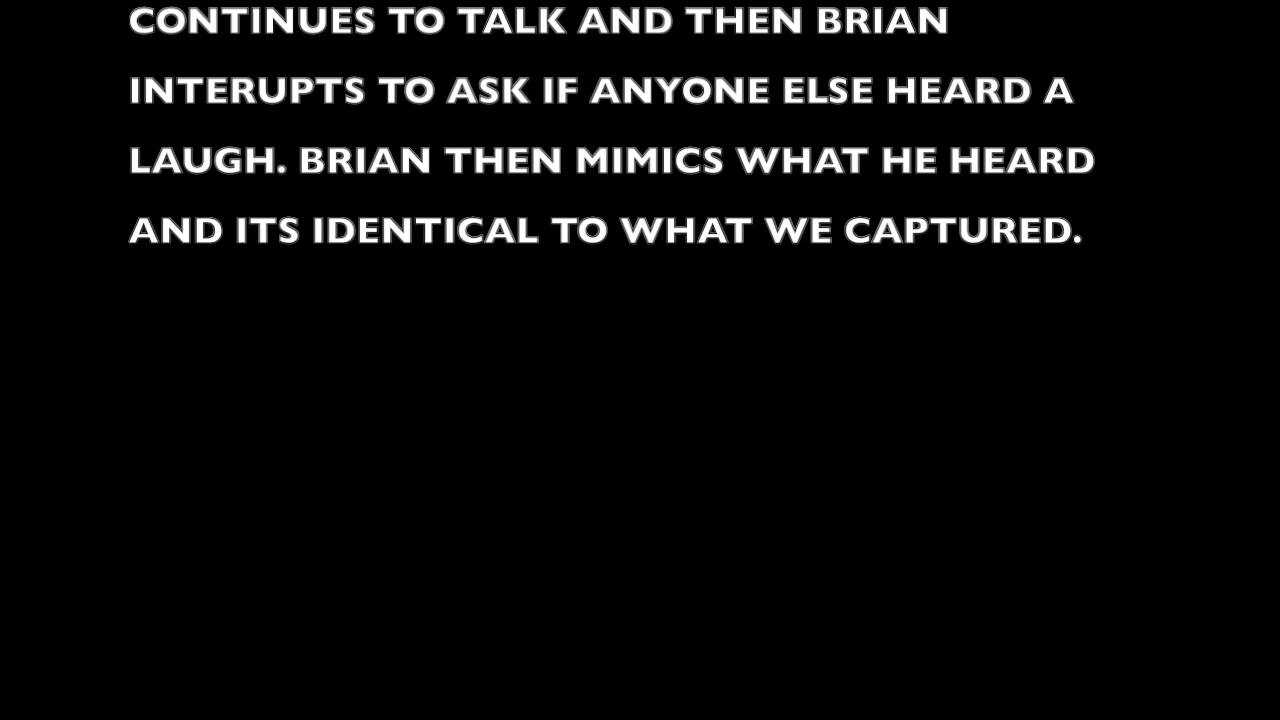 CONTINUES TO TALK AND THEN BRIAN
INTERUPTS TO ASK IF ANYONE ELSE HEARD A
LAUGH. BRIAN THEN MIMICS WHAT HE HEARD
AND ITS IDENTICAL TO WHAT WE CAPTURED.